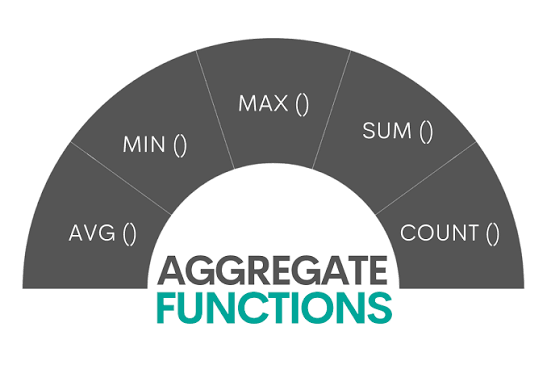 AVG ()
MIN ()
MAX ()
SUM ()
COUNT ()
AGGREGATE
FUNCTIONS